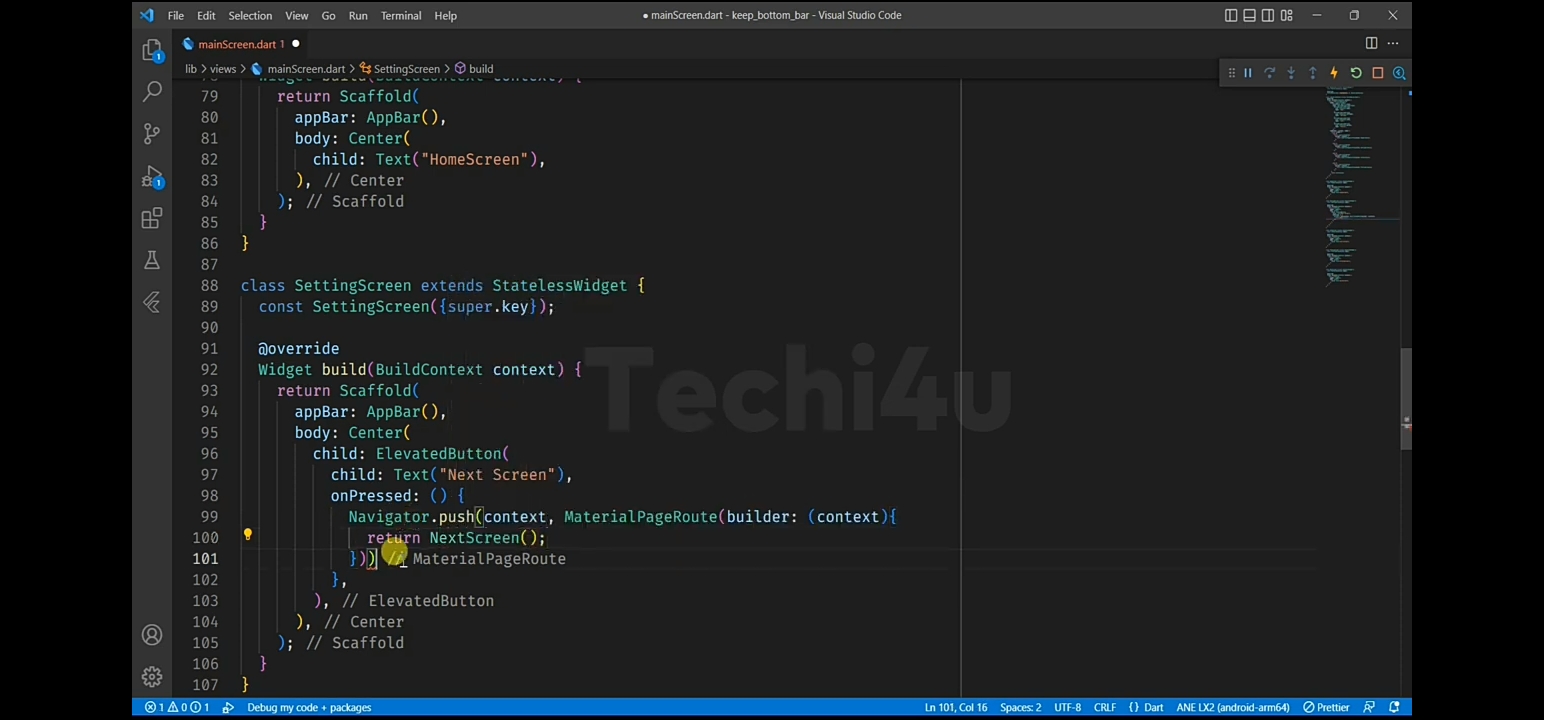 File Edit Selection View Go Run Terminal Help
● mainScreen.dart - keep_bottom_bar - Visual Studio Code
mainScreen.dart 1 ●
lib > views > mainScreen.dart > SettingScreen > build
78 Widget build(BuildContext context) {
79 return Scaffold(
80 appBar: AppBar(),
81 body: Center(
82 child: Text("HomeScreen"),
83 ), // Center
84 ); // Scaffold
85 }
86 }
87
88 class SettingScreen extends StatelessWidget {
89 const SettingScreen({super.key});
90
91 @override
92 Widget build(BuildContext context) {
93 return Scaffold(
94 appBar: AppBar(),
95 body: Center(
96 child: ElevatedButton(
97 child: Text("Next Screen"),
98 onPressed: () {
99 Navigator.push(context, MaterialPageRoute(builder: (context){
100 return NextScreen();
101 })) // MaterialPageRoute
102 },
103 ), // ElevatedButton
104 ), // Center
105 ); // Scaffold
106 }
107 }
Techi4u
1 0 1 Debug my code + packages Ln 101, Col 16 Spaces: 2 UTF-8 CRLF {} Dart ANE LX2 (android-arm64) Prettier